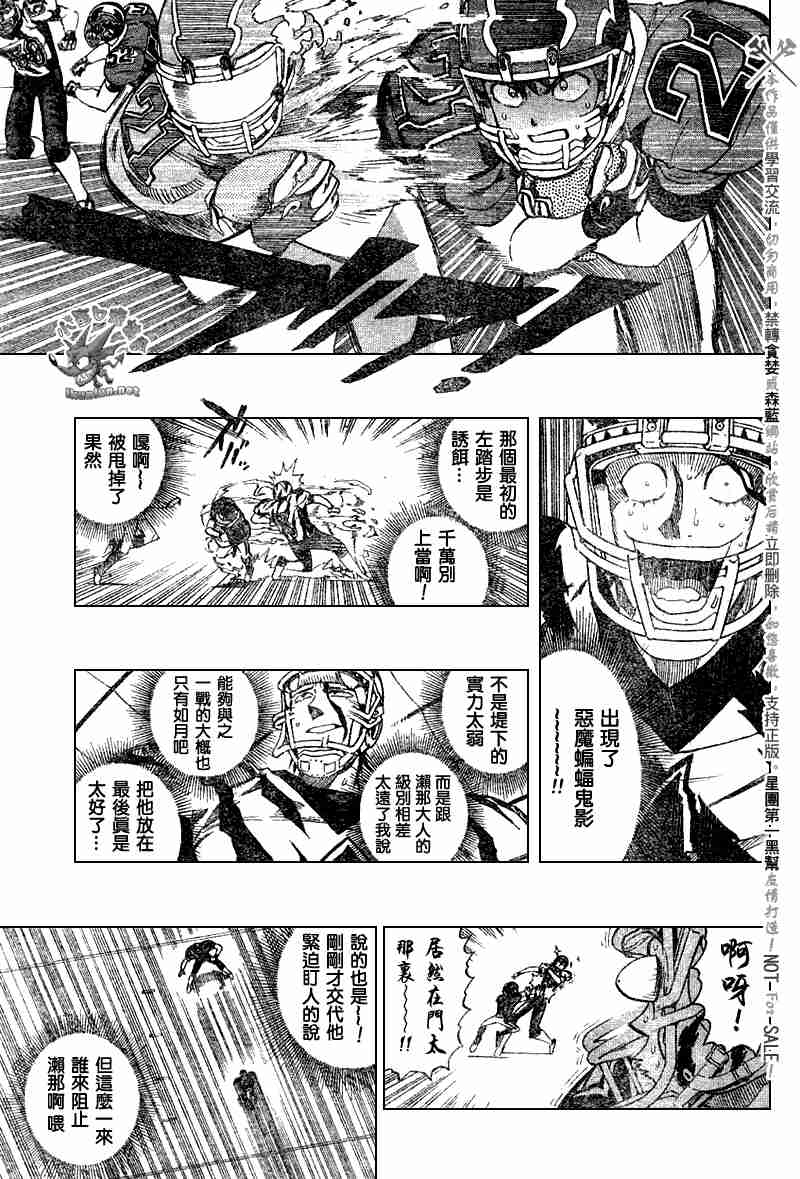 出現了
惡魔蝙蝠鬼影
~~~~~~!!
那個最初的
左踏步是
誘餌…
千萬別
上當啊!
嘎啊~
被甩掉了
果然
不是堤下的
實力太弱
而是跟
瀨那大人的
級別相差
太遠了我說
能夠與之
一戰的大概也
只有如月吧
把他放在
最後真是
太好了…
啊呀!
居然在門太
那裏~~!!
說的也是~!
剛剛才交代他
緊迫盯人的說
但這麼一來
誰來阻止
瀨那啊 喂
本作品僅供學習交流,切勿商用,禁轉貪婪或森藍網站,欣賞后請立即刪除,如您喜歡,支持正版,星團第一黑幫友情打造!NOT-For-SALE!